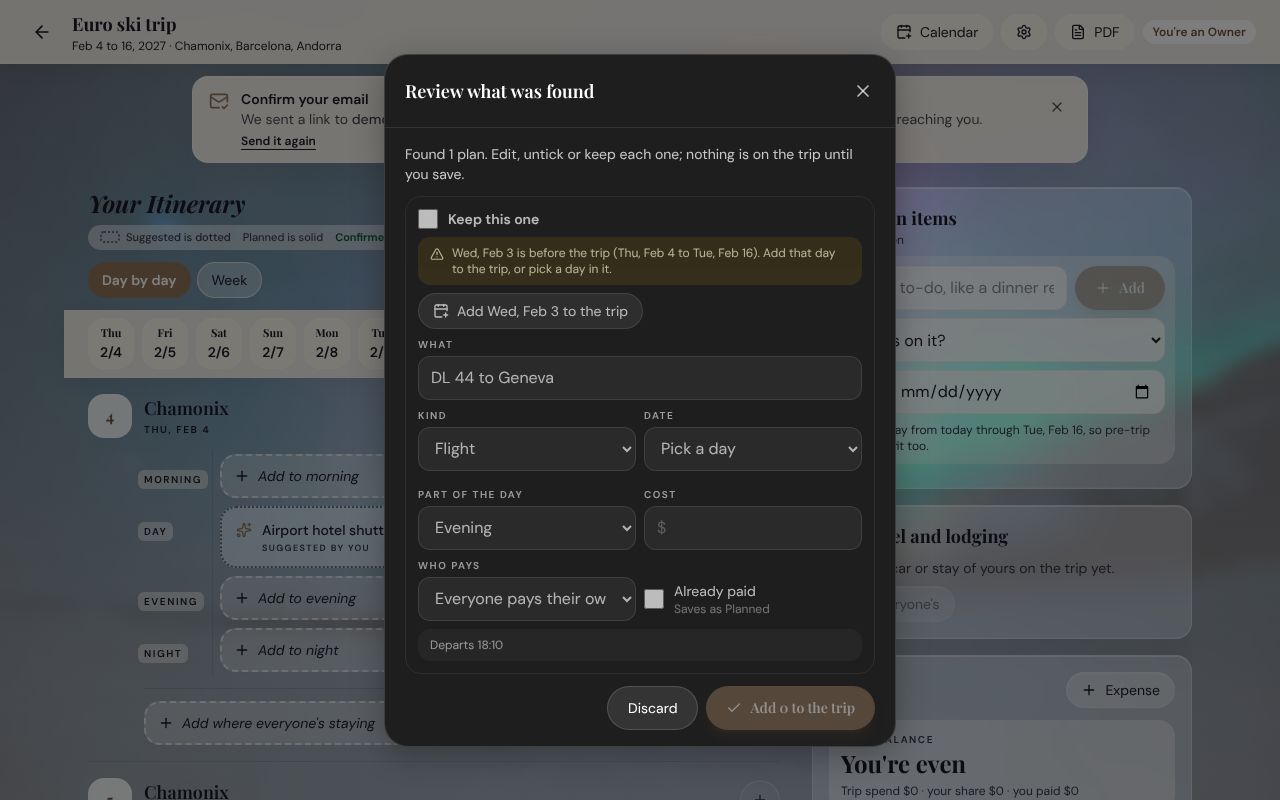 Euro ski trip
Feb 4 to 16, 2027 · Chamonix, Barcelona, Andorra
Calendar
PDF
You're an Owner
Confirm your email
We sent a link to
reaching you.
Send it again
Your Itinerary
Suggested is dotted Planned is solid
Day by day
Week
Thu Fri Sat Sun Mon
2/4 2/5 2/6 2/7 2/8
4
Chamonix
THU, FEB 4
MORNING
Add to morning
DAY
Airport hotel
SUGGESTED BY YOU
EVENING
Add to evening
NIGHT
Add to night
Add where everyone's staying
Chamonix
Review what was found
Found 1 plan. Edit, untick or keep each one; nothing is on the trip until
you save.
Keep this one
Wed, Feb 3 is before the trip (Thu, Feb 4 to Tue, Feb 16). Add that day
to the trip, or pick a day in it.
Add Wed, Feb 3 to the trip
WHAT
DL 44 to Geneva
KIND
DATE
Flight
Pick a day
PART OF THE DAY
COST
Evening
$
WHO PAYS
Everyone pays their ow
Already paid
Saves as Planned
Departs 18:10
Discard
Add 0 to the trip
items
to-do, like a dinner
Add
on it?
mm/dd/yyyy
from today through Tue, Feb 16, so pre-trip
too.
and lodging
car or stay of yours on the trip yet.
Expense
You're even
Trip spend $0 · your share $0 · you paid $0